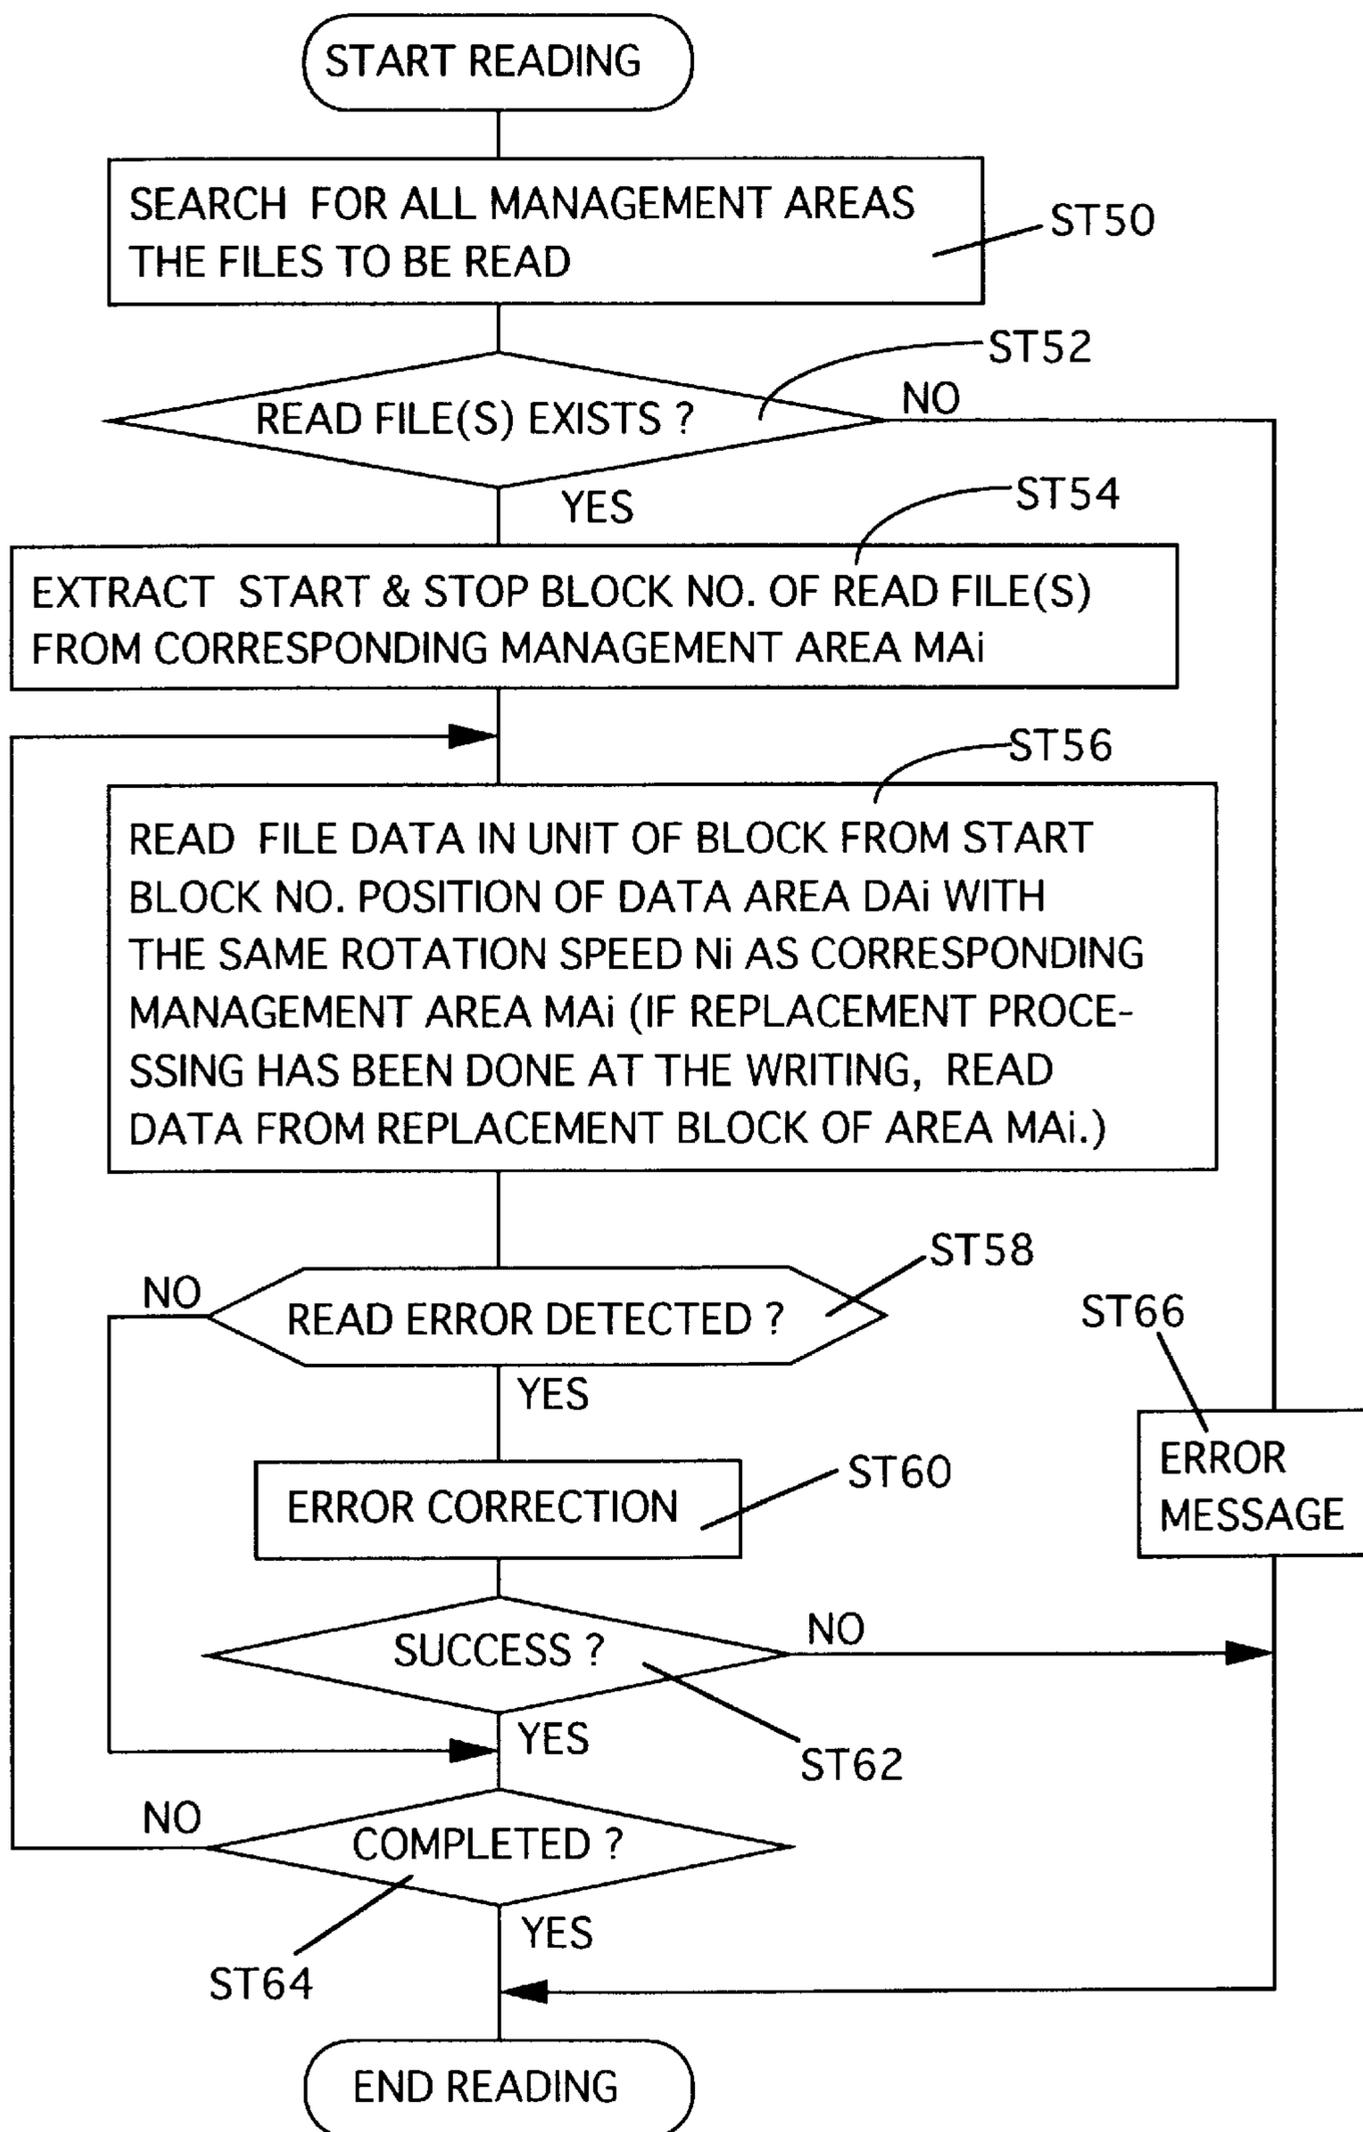 START READING
SEARCH FOR ALL MANAGEMENT AREAS
THE FILES TO BE READ
ST50
ST52
READ FILE(S) EXISTS ?
NO
YES
ST54
EXTRACT START & STOP BLOCK NO. OF READ FILE(S)
FROM CORRESPONDING MANAGEMENT AREA MAi
ST56
READ FILE DATA IN UNIT OF BLOCK FROM START
BLOCK NO. POSITION OF DATA AREA DAi WITH
THE SAME ROTATION SPEED Ni AS CORRESPONDING
MANAGEMENT AREA MAi (IF REPLACEMENT PROCE-
SSING HAS BEEN DONE AT THE WRITING, READ
DATA FROM REPLACEMENT BLOCK OF AREA MAi.)
ST58
NO
READ ERROR DETECTED ?
YES
ST66
ERROR
MESSAGE
ST60
ERROR CORRECTION
SUCCESS ?
NO
YES
ST62
NO
COMPLETED ?
YES
ST64
END READING